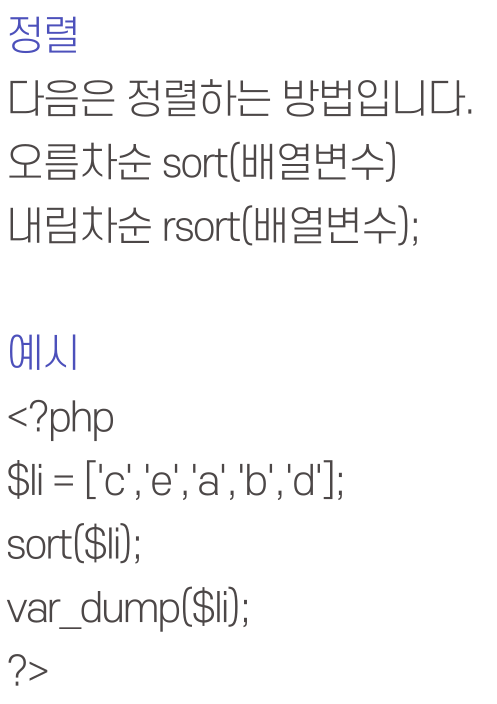 정렬
다음은 정렬하는 방법입니다.
오름차순 sort(배열변수)
내림차순 rsort(배열변수);
예시
<?php
$li = ['c','e','a','b','d'];
sort($li);
var_dump($li);
?>